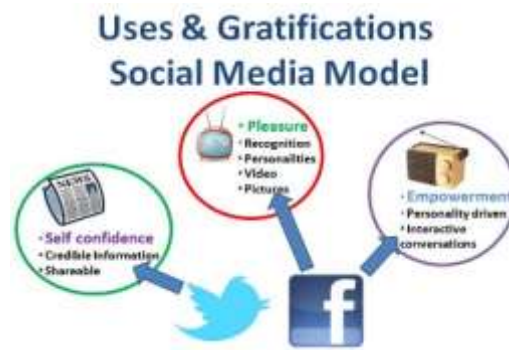 Uses & Gratifications
Social Media Model
• Pleasure
• Recognition
• Personailities
• Video
• Pictures
NEWS
• Self confidence
• Credible Information
• Shareable
• Empowerment
• Personality driven
• Interactive
conversations
f